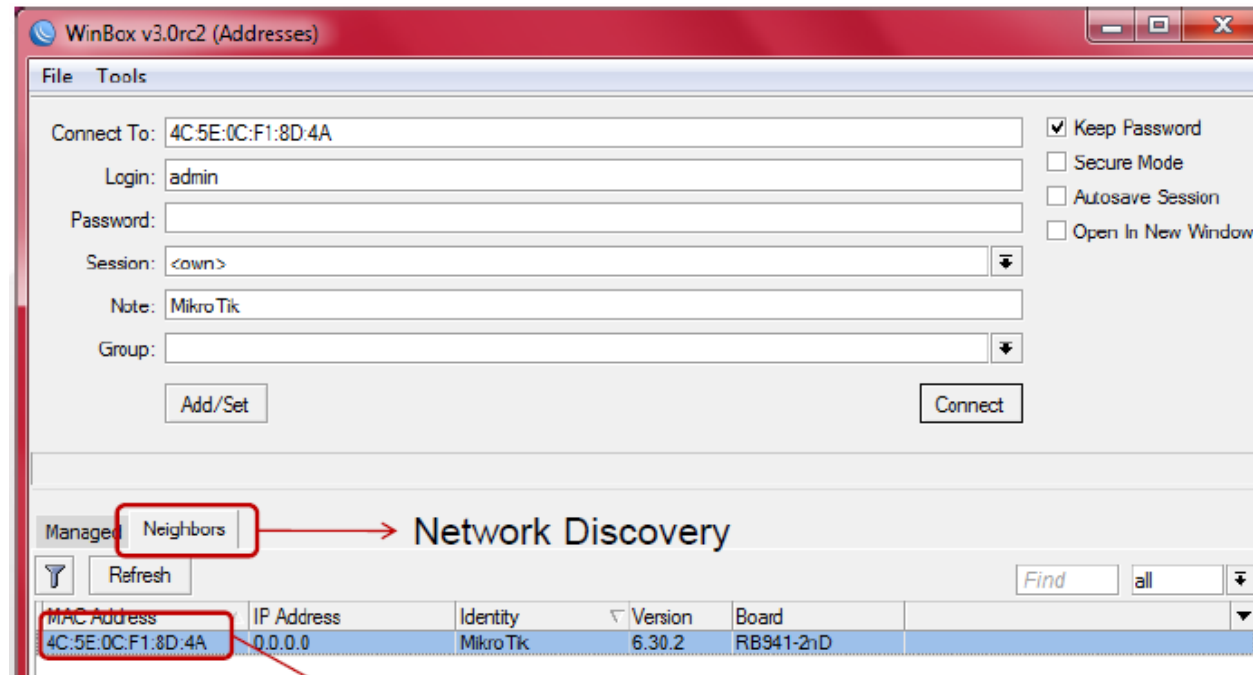 WinBox v3.0rc2 (Addresses)
File Tools
Connect To: 4C:5E:0C:F1:8D:4A
Keep Password
Login: admin
Secure Mode
Password:
Autosave Session
Open In New Window
Session: <own>
Note: MikroTik
Group:
Add/Set Connect
Managed Neighbors Network Discovery
Refresh Find all
MAC Address IP Address Identity Version Board
4C:5E:0C:F1:8D:4A 0.0.0.0 MikroTik 6.30.2 RB941-2nD